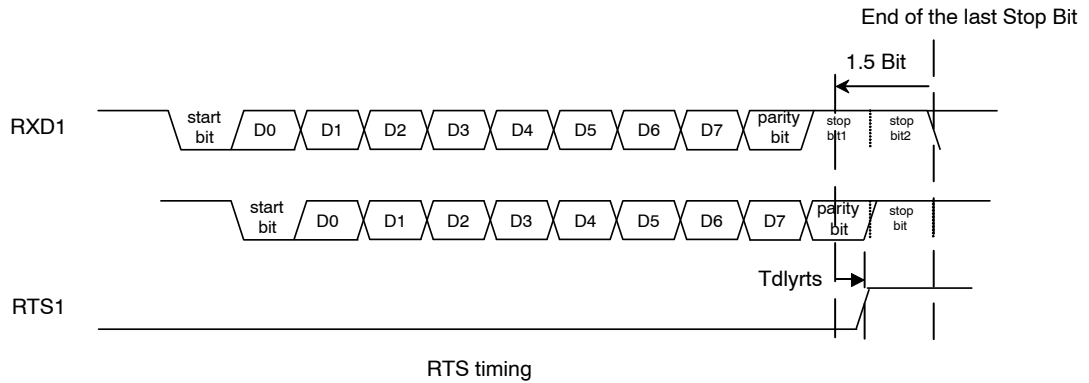 End of the last Stop Bit
1.5 Bit
RXD1
start bit
D0 D1 D2 D3 D4 D5 D6 D7
parity bit
stop bit1
stop bit2
start bit
D0 D1 D2 D3 D4 D5 D6 D7
parity bit
stop bit
Tdlyrts
RTS1
RTS timing